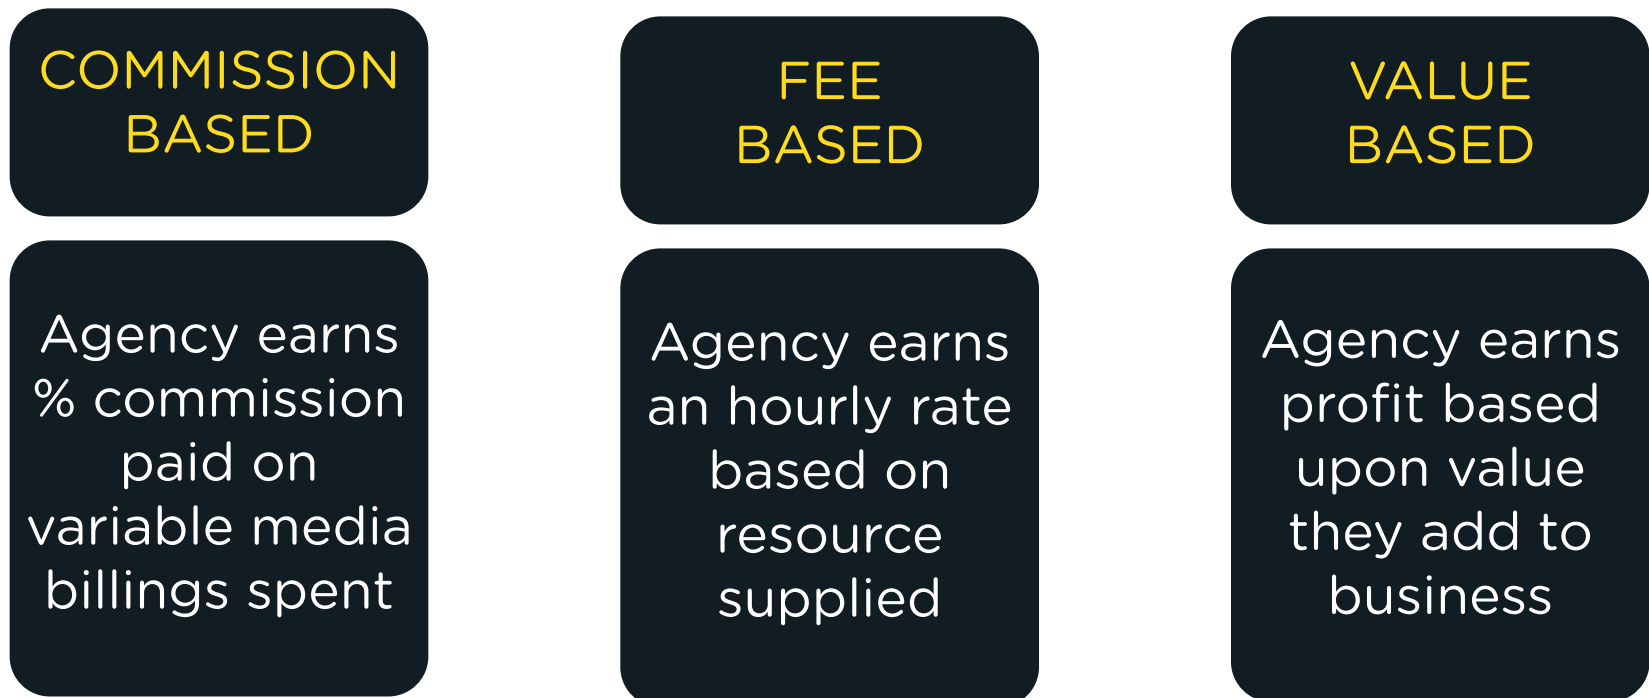 COMMISSION
BASED
Agency earns
% commission
paid on
variable media
billings spent
FEE
BASED
Agency earns
an hourly rate
based on
resource
supplied
VALUE
BASED
Agency earns
profit based
upon value
they add to
business